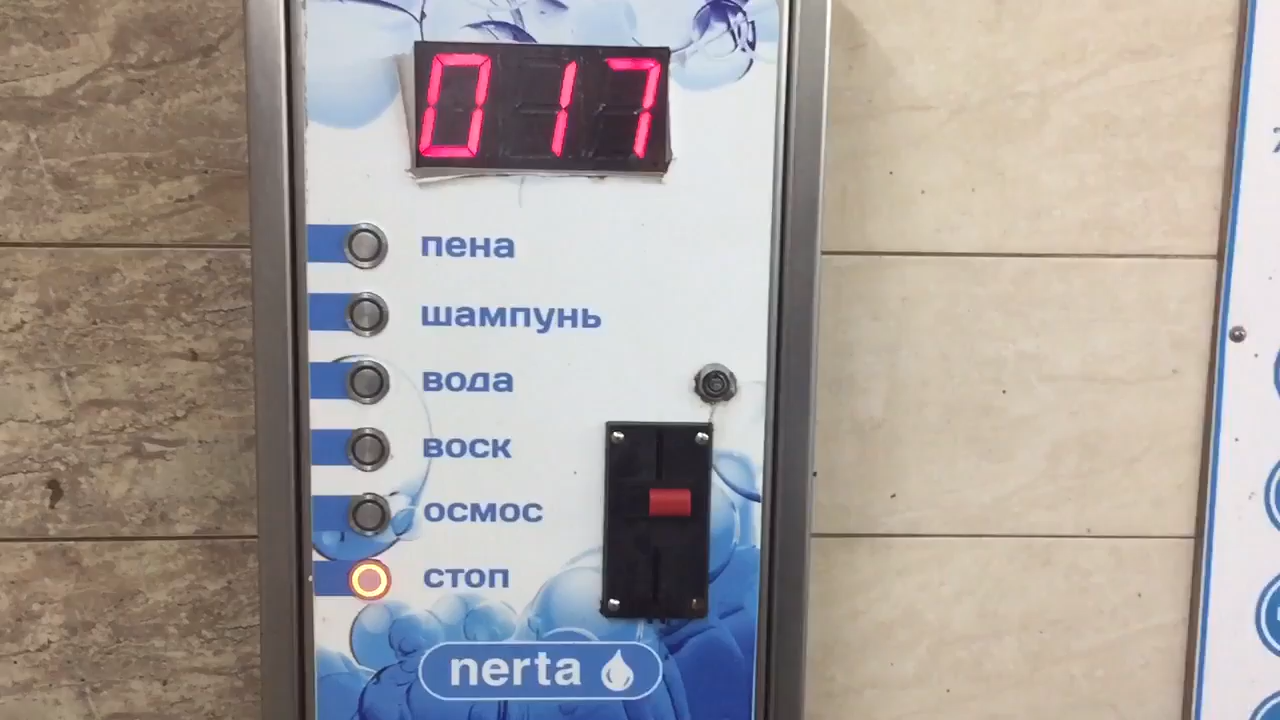 017
пена
шампунь
вода
воск
осмос
стоп
nerta